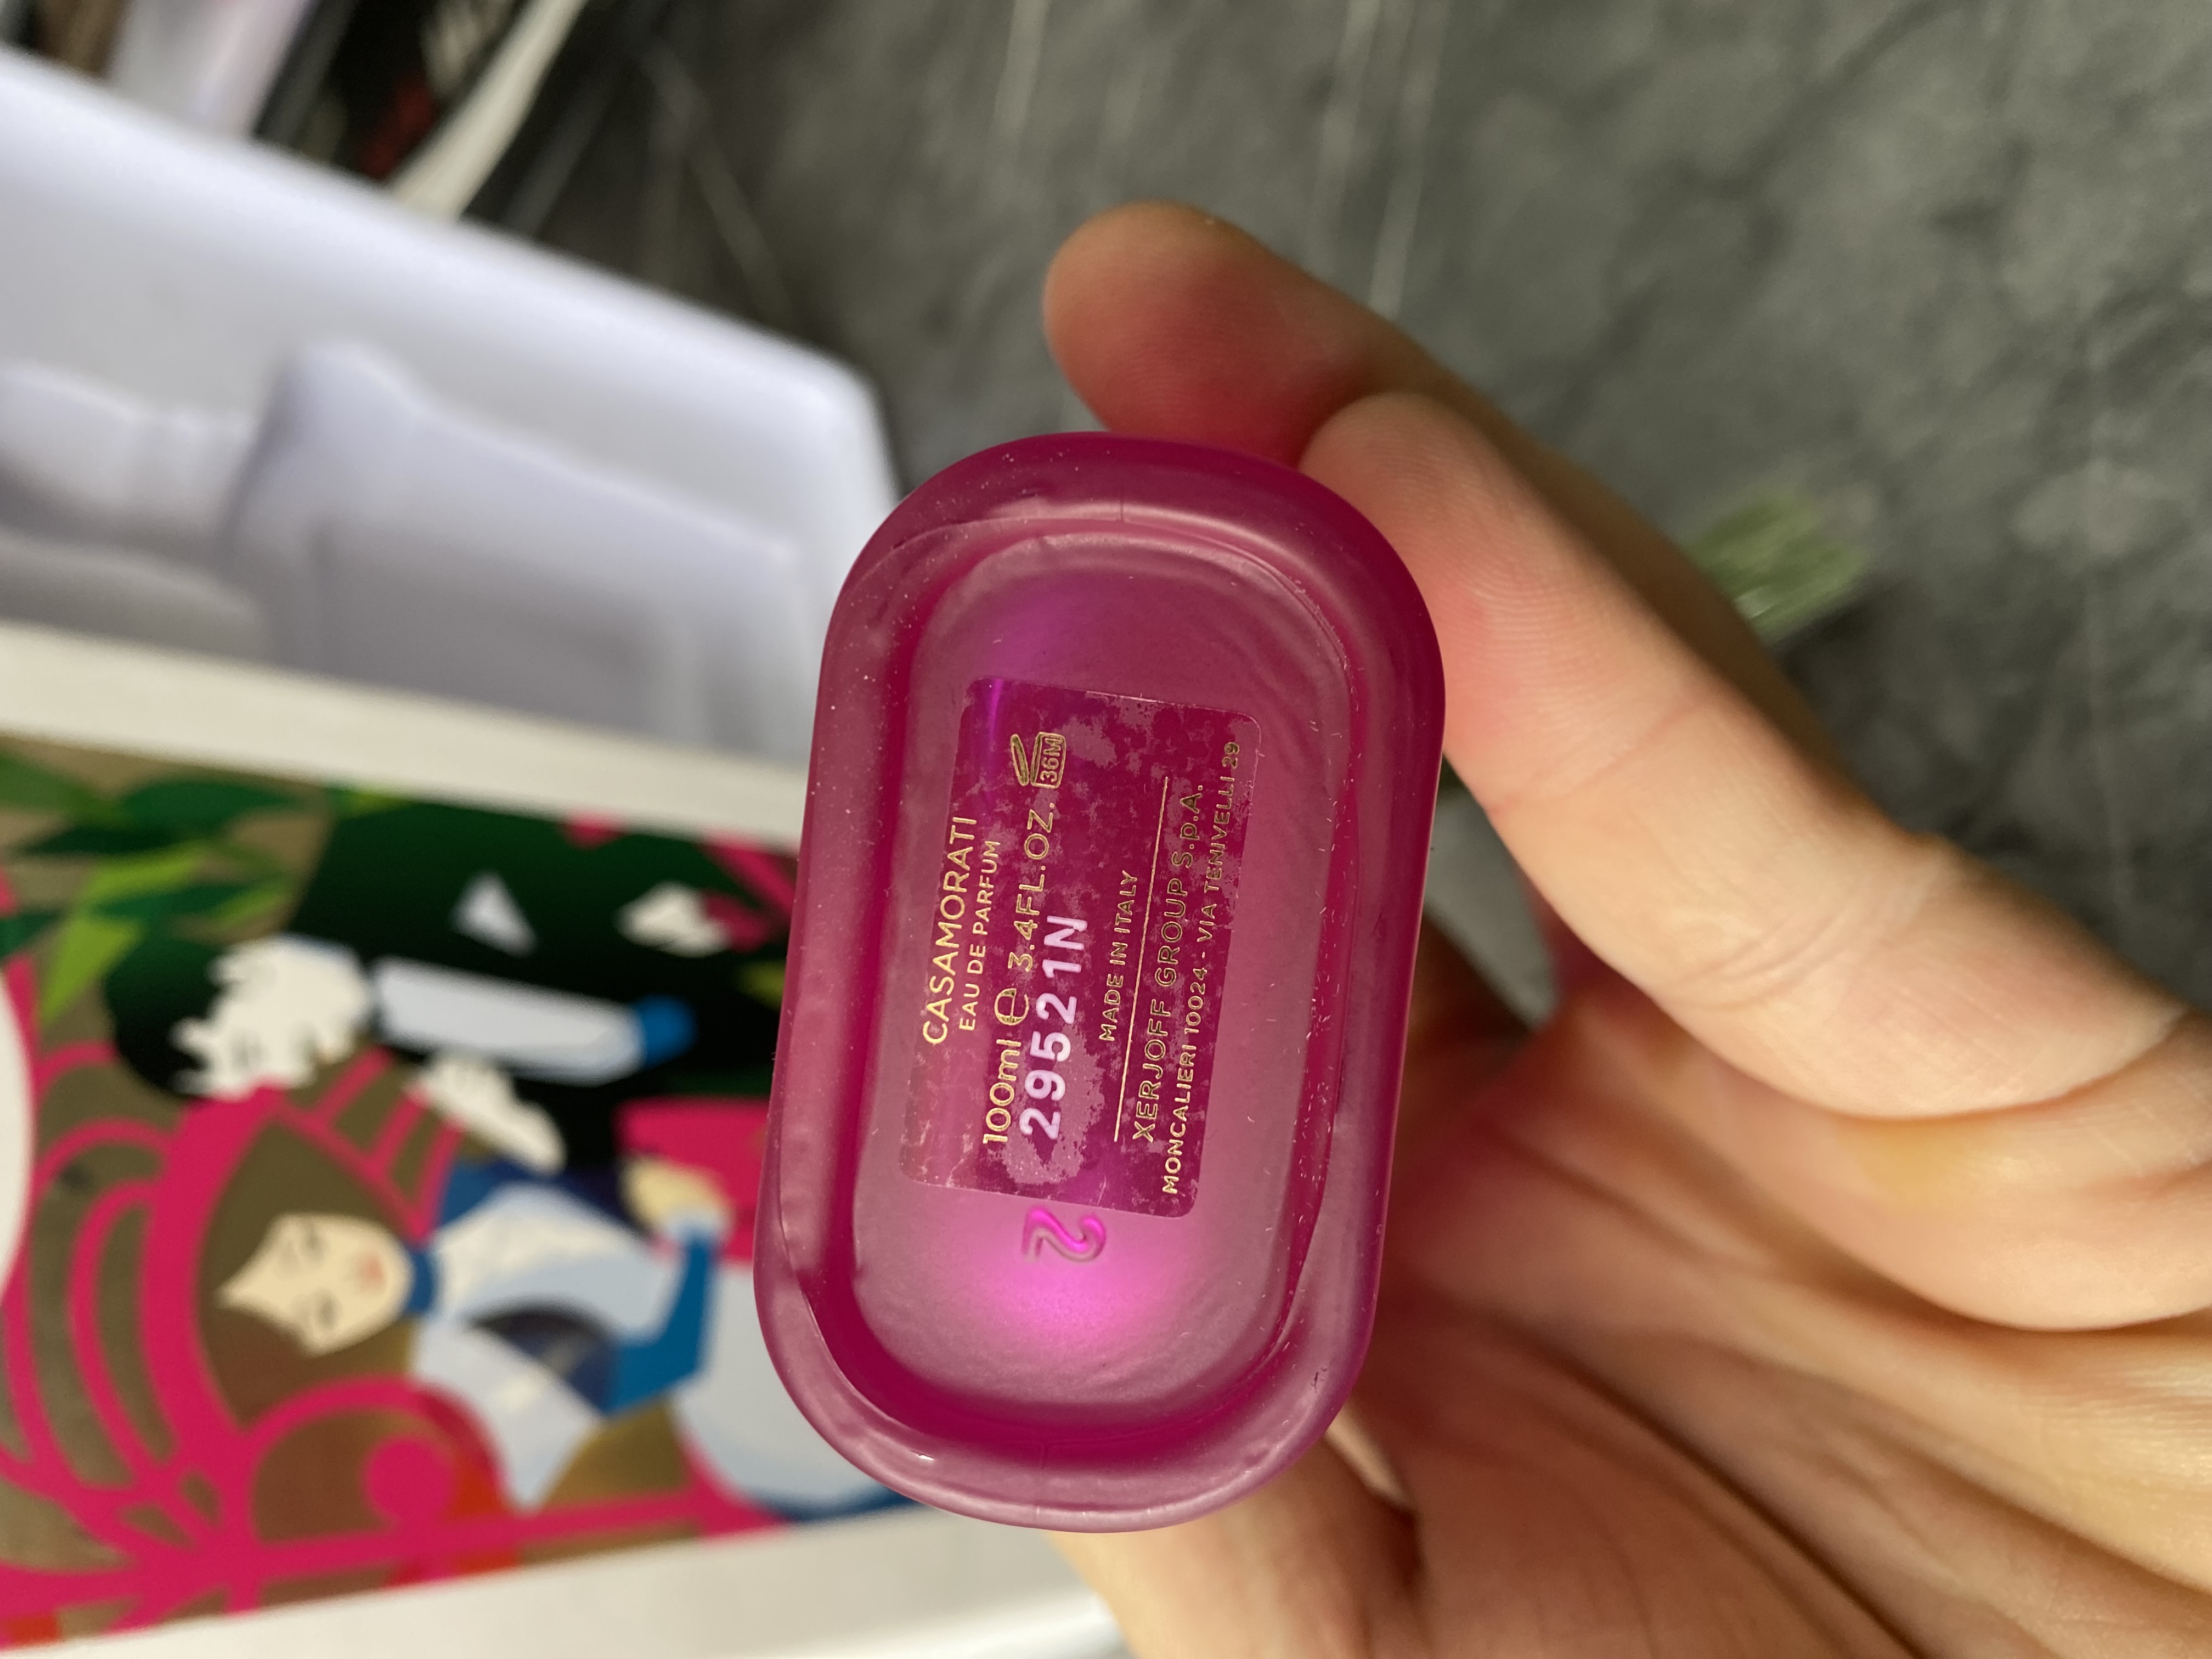 CASAMORATI
EAU DE PARFUM
100ml e 3.4FL.OZ. 36M
29521N
MADE IN ITALY
XERJOFF GROUP S.p.A.
MONCALIERI 10024 - VIA TENIVELLI 29
2